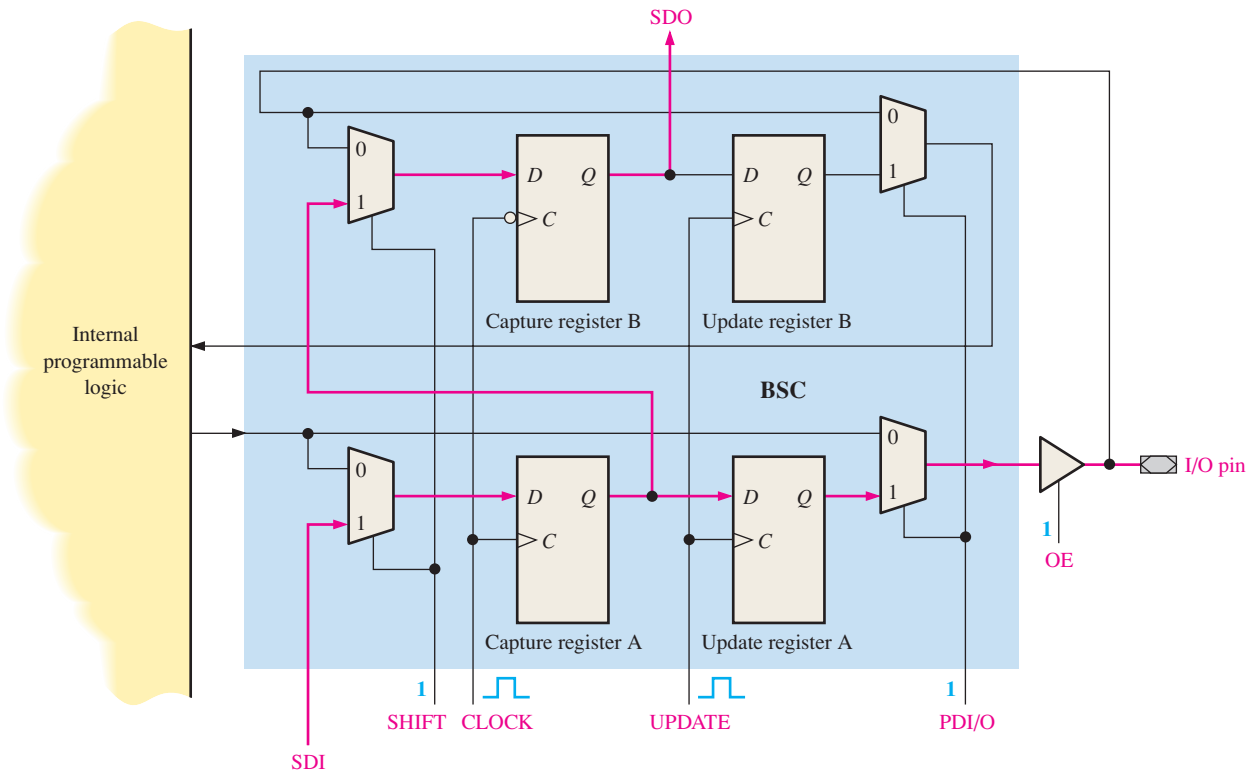 SDO
0
1
D
Q
C
Capture register B
D
Q
C
Update register B
0
1
Internal
programmable
logic
BSC
0
1
D
Q
C
Capture register A
D
Q
C
Update register A
0
1
I/O pin
1
OE
1
SHIFT
CLOCK
UPDATE
1
PDI/O
SDI